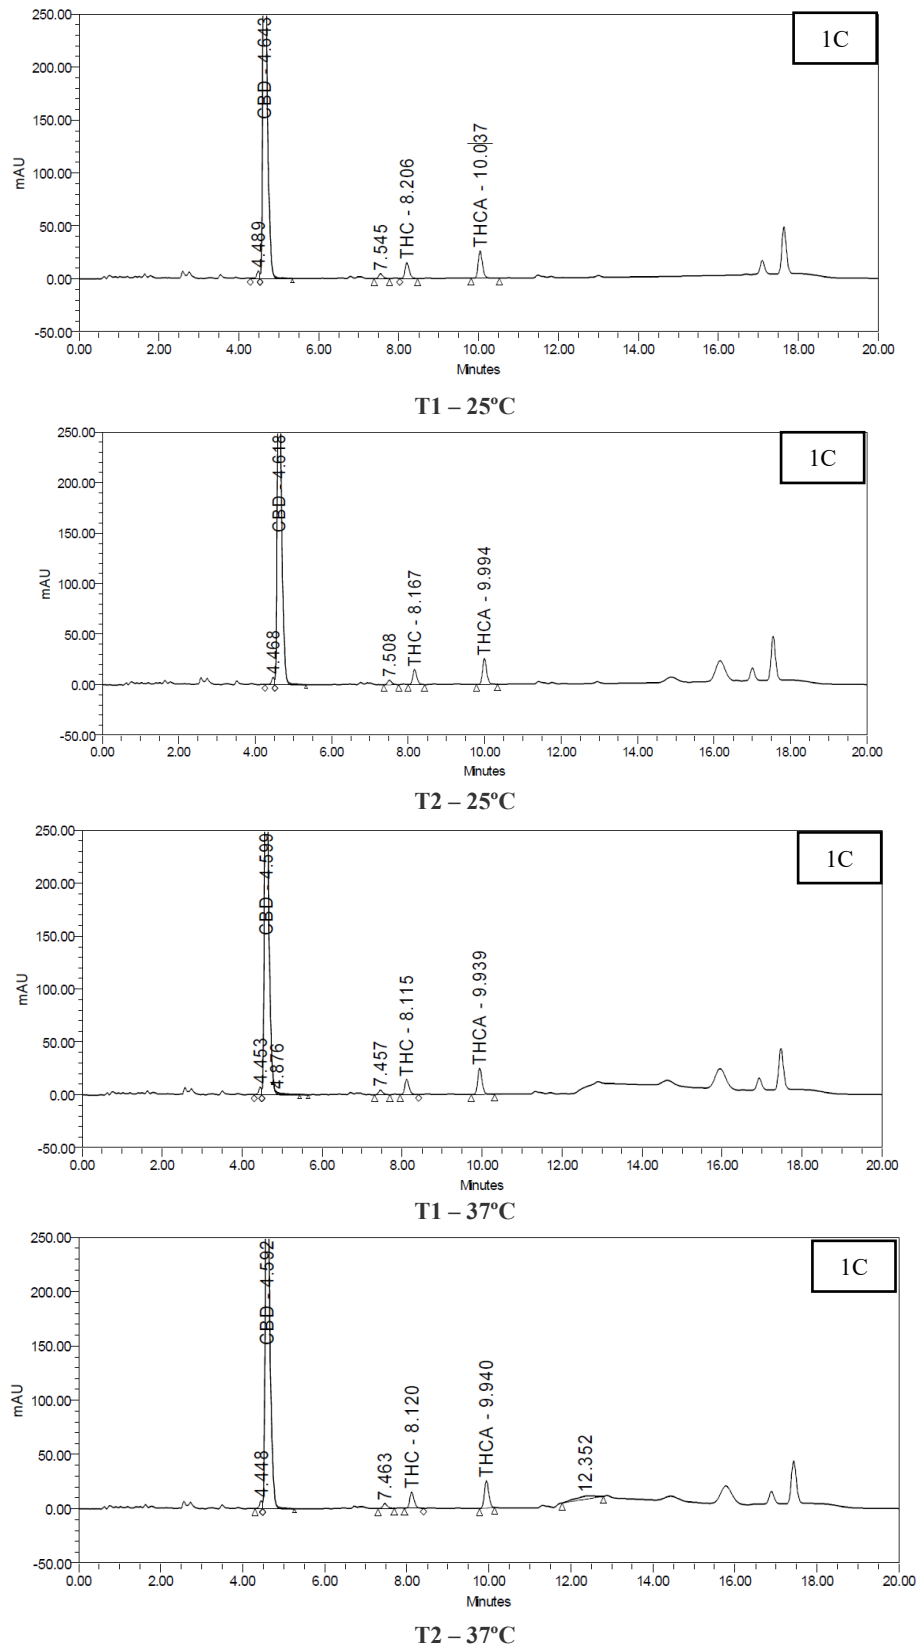 250.00
200.00
150.00
100.00
50.00
0.00
-50.00
mAU
4.489
CBD - 4.643
7.545
THC - 8.206
THCA - 10.037
1C
0.00 2.00 4.00 6.00 8.00 10.00 12.00 14.00 16.00 18.00 20.00
Minutes
T1 – 25ºC
250.00
200.00
150.00
100.00
50.00
0.00
-50.00
mAU
4.468
CBD - 4.618
7.508
THC - 8.167
THCA - 9.994
1C
0.00 2.00 4.00 6.00 8.00 10.00 12.00 14.00 16.00 18.00 20.00
Minutes
T2 – 25ºC
250.00
200.00
150.00
100.00
50.00
0.00
-50.00
mAU
4.453
CBD - 4.599
4.876
7.457
THC - 8.115
THCA - 9.939
1C
0.00 2.00 4.00 6.00 8.00 10.00 12.00 14.00 16.00 18.00 20.00
Minutes
T1 – 37ºC
250.00
200.00
150.00
100.00
50.00
0.00
-50.00
mAU
4.448
CBD - 4.592
7.463
THC - 8.120
THCA - 9.940
12.352
1C
0.00 2.00 4.00 6.00 8.00 10.00 12.00 14.00 16.00 18.00 20.00
Minutes
T2 – 37ºC